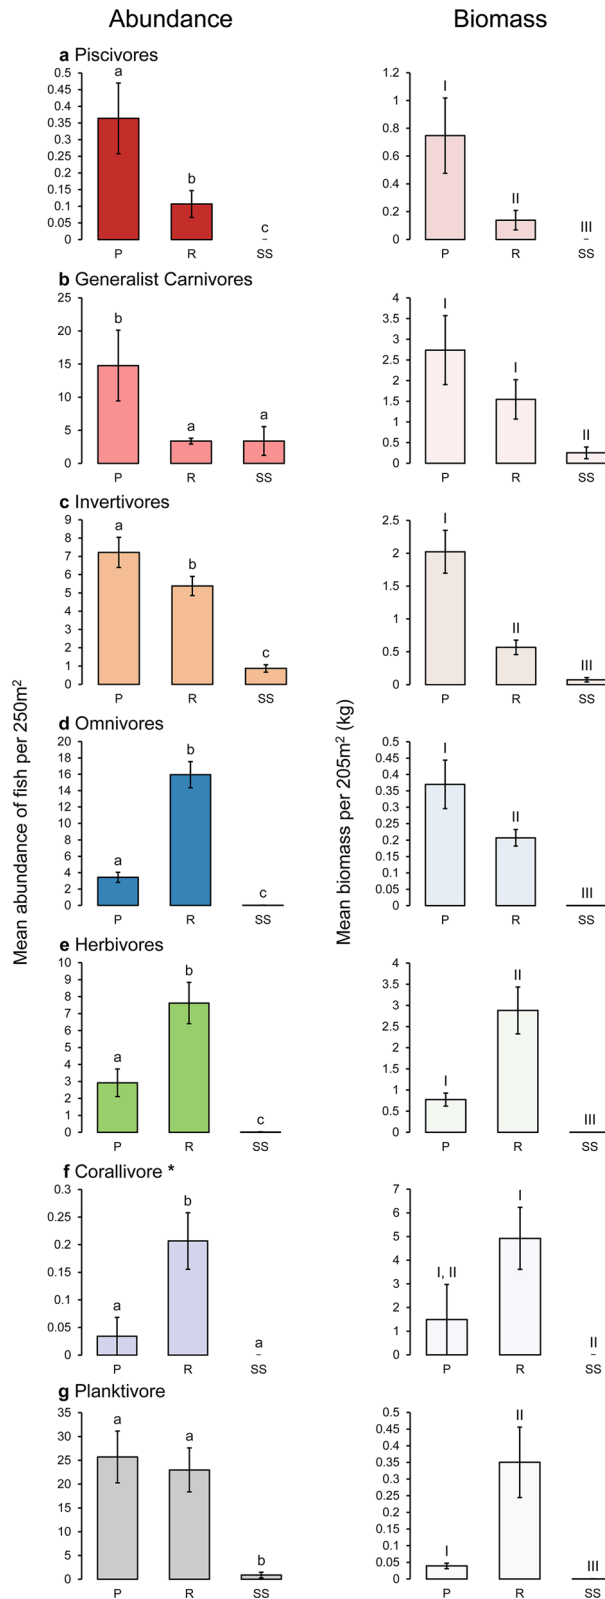 Abundance
Biomass
a Piscivores
0.5
0.45
0.4
0.35
0.3
0.25
0.2
0.15
0.1
0.05
0
a
b
c
P
R
SS
1.2
1
0.8
0.6
0.4
0.2
0
I
II
III
P
R
SS
b Generalist Carnivores
25
20
15
10
5
0
b
a
a
P
R
SS
4
3.5
3
2.5
2
1.5
1
0.5
0
I
I
II
P
R
SS
c Invertivores
9
8
7
6
5
4
3
2
1
0
a
b
c
P
R
SS
2.5
2
1.5
1
0.5
0
I
II
III
P
R
SS
Mean abundance of fish per 250m²
Mean biomass per 205m² (kg)
d Omnivores
20
18
16
14
12
10
8
6
4
2
0
a
b
c
P
R
SS
0.5
0.45
0.4
0.35
0.3
0.25
0.2
0.15
0.1
0.05
0
I
II
III
P
R
SS
e Herbivores
10
9
8
7
6
5
4
3
2
1
0
a
b
c
P
R
SS
4
3.5
3
2.5
2
1.5
1
0.5
0
I
II
III
P
R
SS
f Corallivore *
0.3
0.25
0.2
0.15
0.1
0.05
0
a
b
a
P
R
SS
7
6
5
4
3
2
1
0
I, II
I
II
P
R
SS
g Planktivore
35
30
25
20
15
10
5
0
a
a
b
P
R
SS
0.5
0.45
0.4
0.35
0.3
0.25
0.2
0.15
0.1
0.05
0
I
II
III
P
R
SS